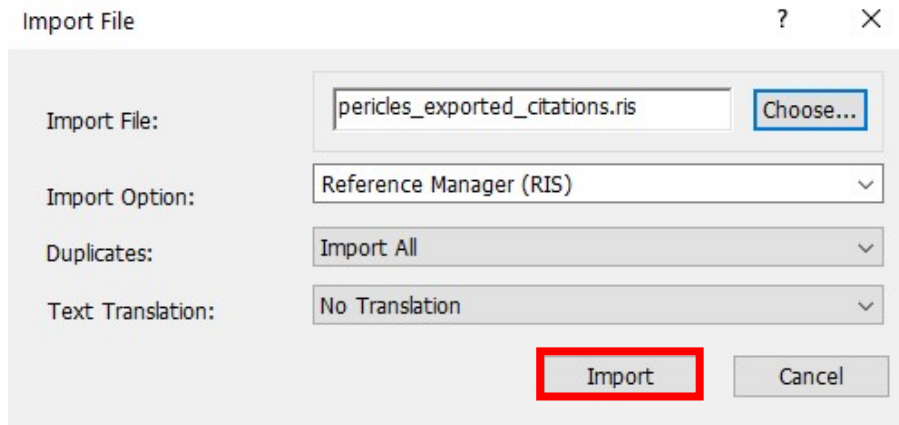 Import File ?
Import File: pericles_exported_citations.ris Choose...
Import Option: Reference Manager (RIS)
Duplicates: Import All
Text Translation: No Translation
Import Cancel